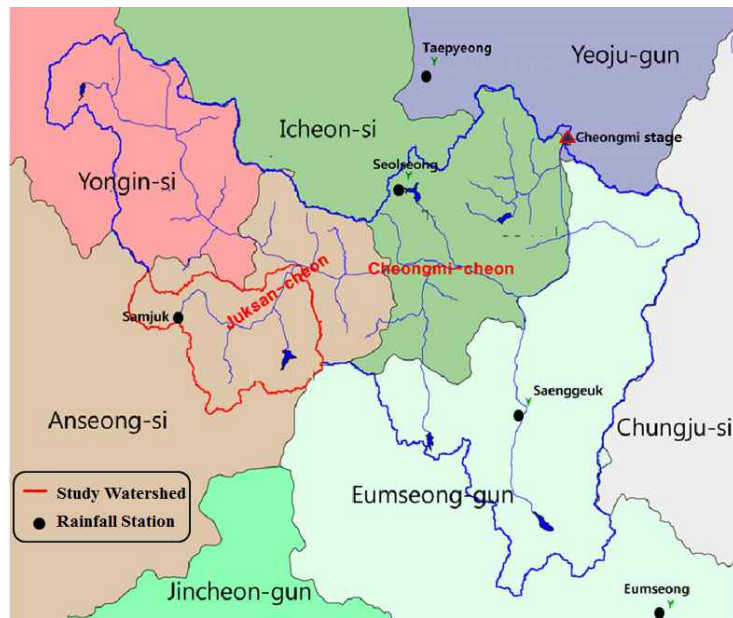 Taepyeong
Yeoju-gun
Icheon-si
Cheongmi stage
Seolseong
Yongin-si
Juksan-cheon
Cheongmi-cheon
Samjuk
Saenggeuk
Anseong-si
Chungju-si
Study Watershed
Rainfall Station
Eumseong-gun
Jincheon-gun
Eumseong